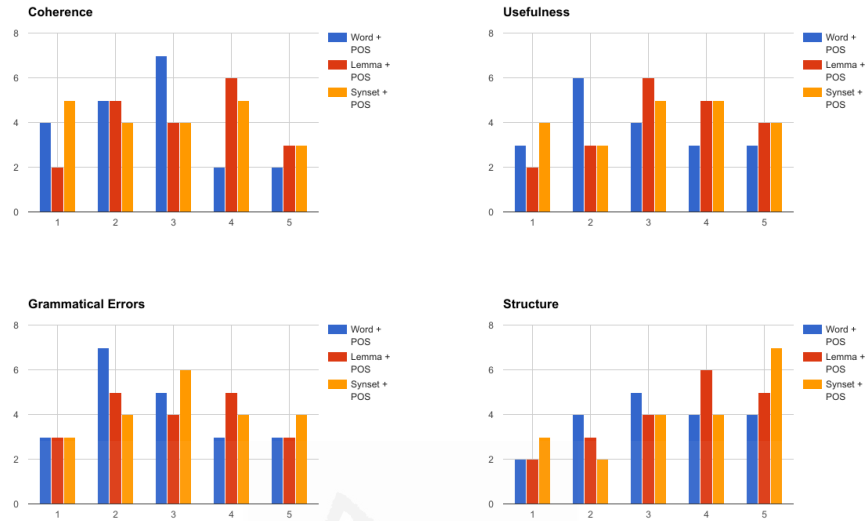 Coherence
8
6
4
2
0
1 2 3 4 5
Word +
POS
Lemma +
POS
Synset +
POS
Usefulness
8
6
4
2
0
1 2 3 4 5
Word +
POS
Lemma +
POS
Synset +
POS
Grammatical Errors
8
6
4
2
0
1 2 3 4 5
Word +
POS
Lemma +
POS
Synset +
POS
Structure
8
6
4
2
0
1 2 3 4 5
Word +
POS
Lemma +
POS
Synset +
POS